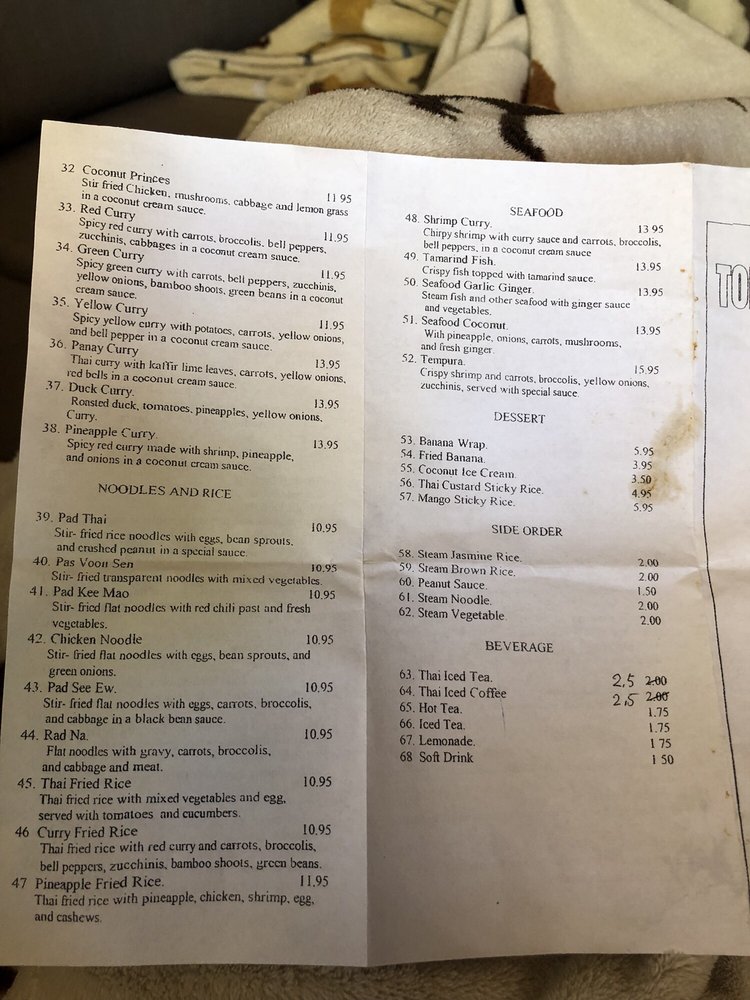 32 Coconut Princes
Stir fried Chicken, mushrooms, cabbage and lemon grass 11 95
in a coconut cream sauce.
33. Red Curry
Spicy red curry with carrots, broccolis, bell peppers, 11.95
zucchinis, cabbages in a coconut cream sauce.
34. Green Curry
Spicy green curry with carrots, bell peppers, zucchinis, 11.95
yellow onions, bamboo shoots, green beans in a coconut
cream sauce.
35. Yellow Curry
Spicy yellow curry with potatoes, carrots, yellow onions, 11.95
and bell pepper in a coconut cream sauce.
36. Panay Curry
Thai curry with kaffir lime leaves, carrots, yellow onions, 13.95
red bells in a coconut cream sauce.
37. Duck Curry.
Roasted duck, tomatoes, pineapples, yellow onions, 13.95
Curry.
38. Pineapple Curry.
Spicy red curry made with shrimp, pineapple, 13.95
and onions in a coconut cream sauce.
NOODLES AND RICE
39. Pad Thai 10.95
Stir- fried rice noodles with eggs, bean sprouts,
and crushed peanut in a special sauce.
40. Pas Voon Sen 10.95
Stir- fried transparent noodles with mixed vegetables.
41. Pad Kee Mao 10.95
Stir- fried flat noodles with red chili past and fresh
vegetables.
42. Chicken Noodle 10.95
Stir- fried flat noodles with eggs, bean sprouts, and
green onions.
43. Pad See Ew. 10.95
Stir- fried flat noodles with eggs, carrots, broccolis,
and cabbage in a black bean sauce.
44. Rad Na. 10.95
Flat noodles with gravy, carrots, broccolis,
and cabbage and meat.
45. Thai Fried Rice 10.95
Thai fried rice with mixed vegetables and egg,
served with tomatoes and cucumbers.
46 Curry Fried Rice 10.95
Thai fried rice with red curry and carrots, broccolis,
bell peppers, zucchinis, bamboo shoots, green beans.
47 Pineapple Fried Rice. 11.95
Thai fried rice with pineapple, chicken, shrimp, egg,
and cashews.
SEAFOOD
48. Shrimp Curry. 13 95
Chirpy shrimp with curry sauce and carrots, broccolis,
bell peppers, in a coconut cream sauce
49. Tamarind Fish. 13.95
Crispy fish topped with tamarind sauce.
50. Seafood Garlic Ginger. 13.95
Steam fish and other seafood with ginger sauce
and vegetables.
51. Seafood Coconut. 13.95
With pineapple, onions, carrots, mushrooms,
and fresh ginger.
52. Tempura. 15.95
Crispy shrimp and carrots, broccolis, yellow onions,
zucchinis, served with special sauce.
DESSERT
53. Banana Wrap. 5.95
54. Fried Banana. 3.95
55. Coconut Ice Cream. 3.50
56. Thai Custard Sticky Rice. 4.95
57. Mango Sticky Rice. 5.95
SIDE ORDER
58. Steam Jasmine Rice. 2.00
59. Steam Brown Rice. 2.00
60. Peanut Sauce. 1.50
61. Steam Noodle. 2.00
62. Steam Vegetable. 2.00
BEVERAGE
63. Thai Iced Tea. 2.5 2.00
64. Thai Iced Coffee 2.5 2.00
65. Hot Tea. 1.75
66. Iced Tea. 1.75
67. Lemonade. 1 75
68 Soft Drink 1 50